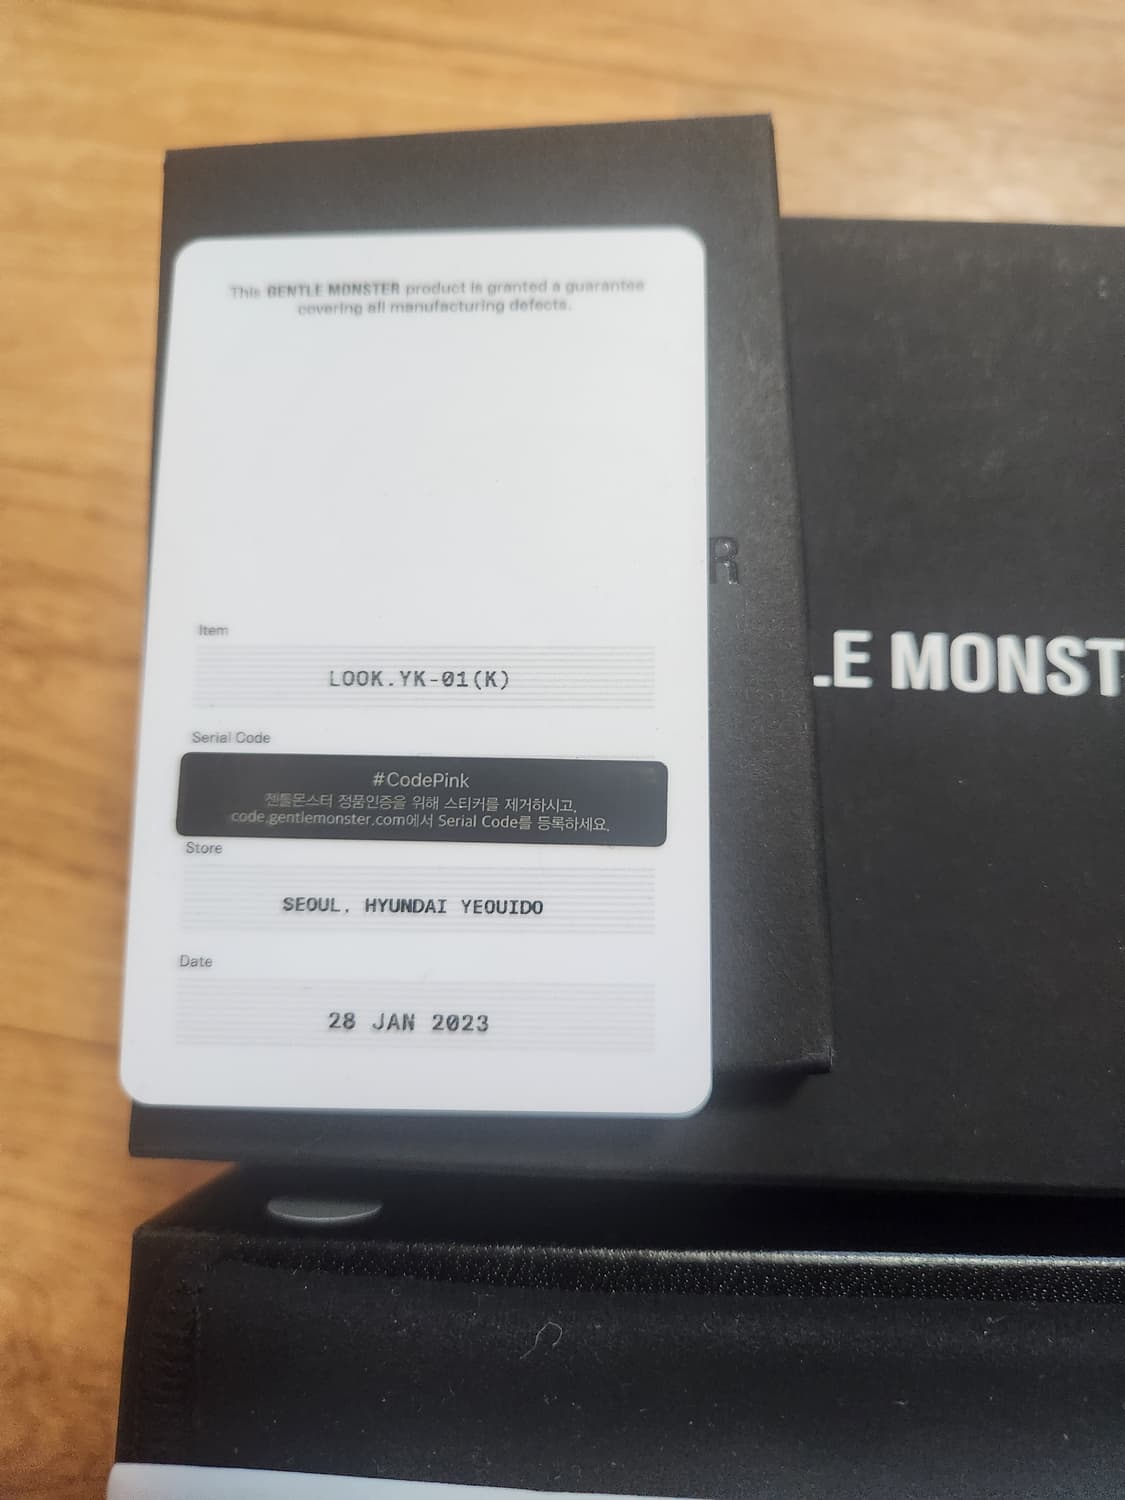 This GENTLE MONSTER product is granted a guarantee
covering all manufacturing defects.
Item
LOOK.YK-01(K)
Serial Code
#CodePink
젠틀몬스터 정품인증을 위해 스티커를 제거하시고,
code.gentlemonster.com에서 Serial Code를 등록하세요.
Store
SEOUL. HYUNDAI YEOUIDO
Date
28 JAN 2023
R
LE MONST